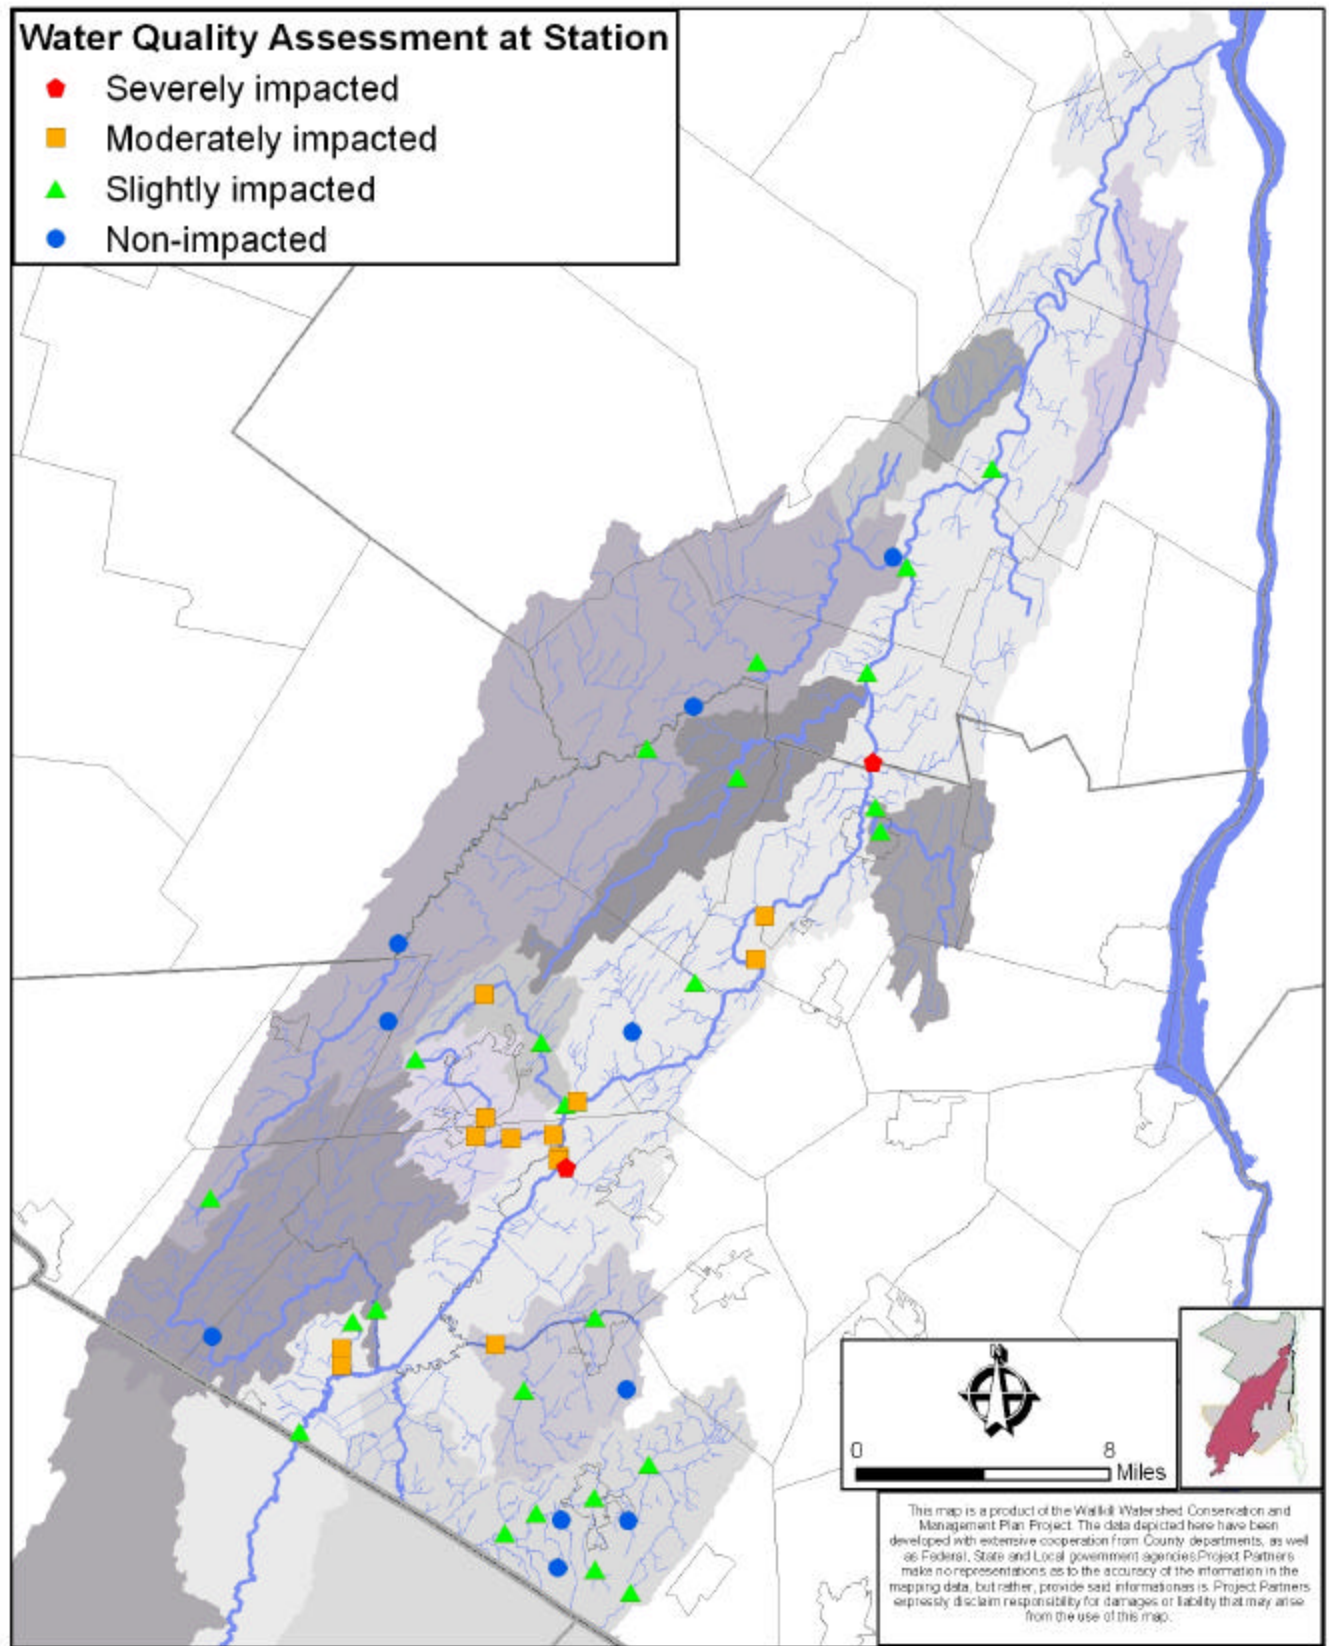 Water Quality Assessment at Station
Severely impacted
Moderately impacted
Slightly impacted
Non-impacted
N
0 8
Miles
This map is a product of the Wallkill Watershed Conservation and
Management Plan Project. The data depicted here have been
developed with extensive cooperation from County departments, as well
as Federal, State and Local government agencies.Project Partners
make no representations as to the accuracy of the information in the
mapping data, but rather, provide said informationas is. Project Partners
expressly disclaim responsibility for damages or liability that may arise
from the use of this map.